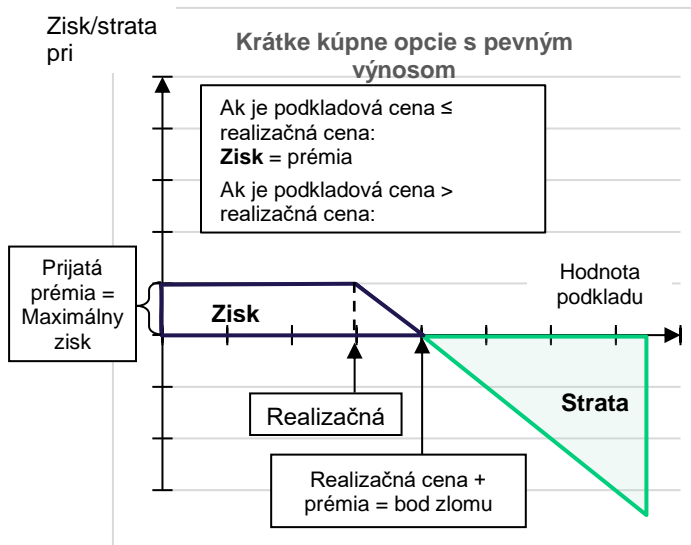 Zisk/strata
pri
Krátke kúpne opcie s pevným
výnosom
Ak je podkladová cena ≤
realizačná cena:
Zisk = prémia
Ak je podkladová cena >
realizačná cena:
Prijatá
prémia =
Maximálny
zisk
Zisk
Hodnota
podkladu
Realizačná
Strata
Realizačná cena +
prémia = bod zlomu